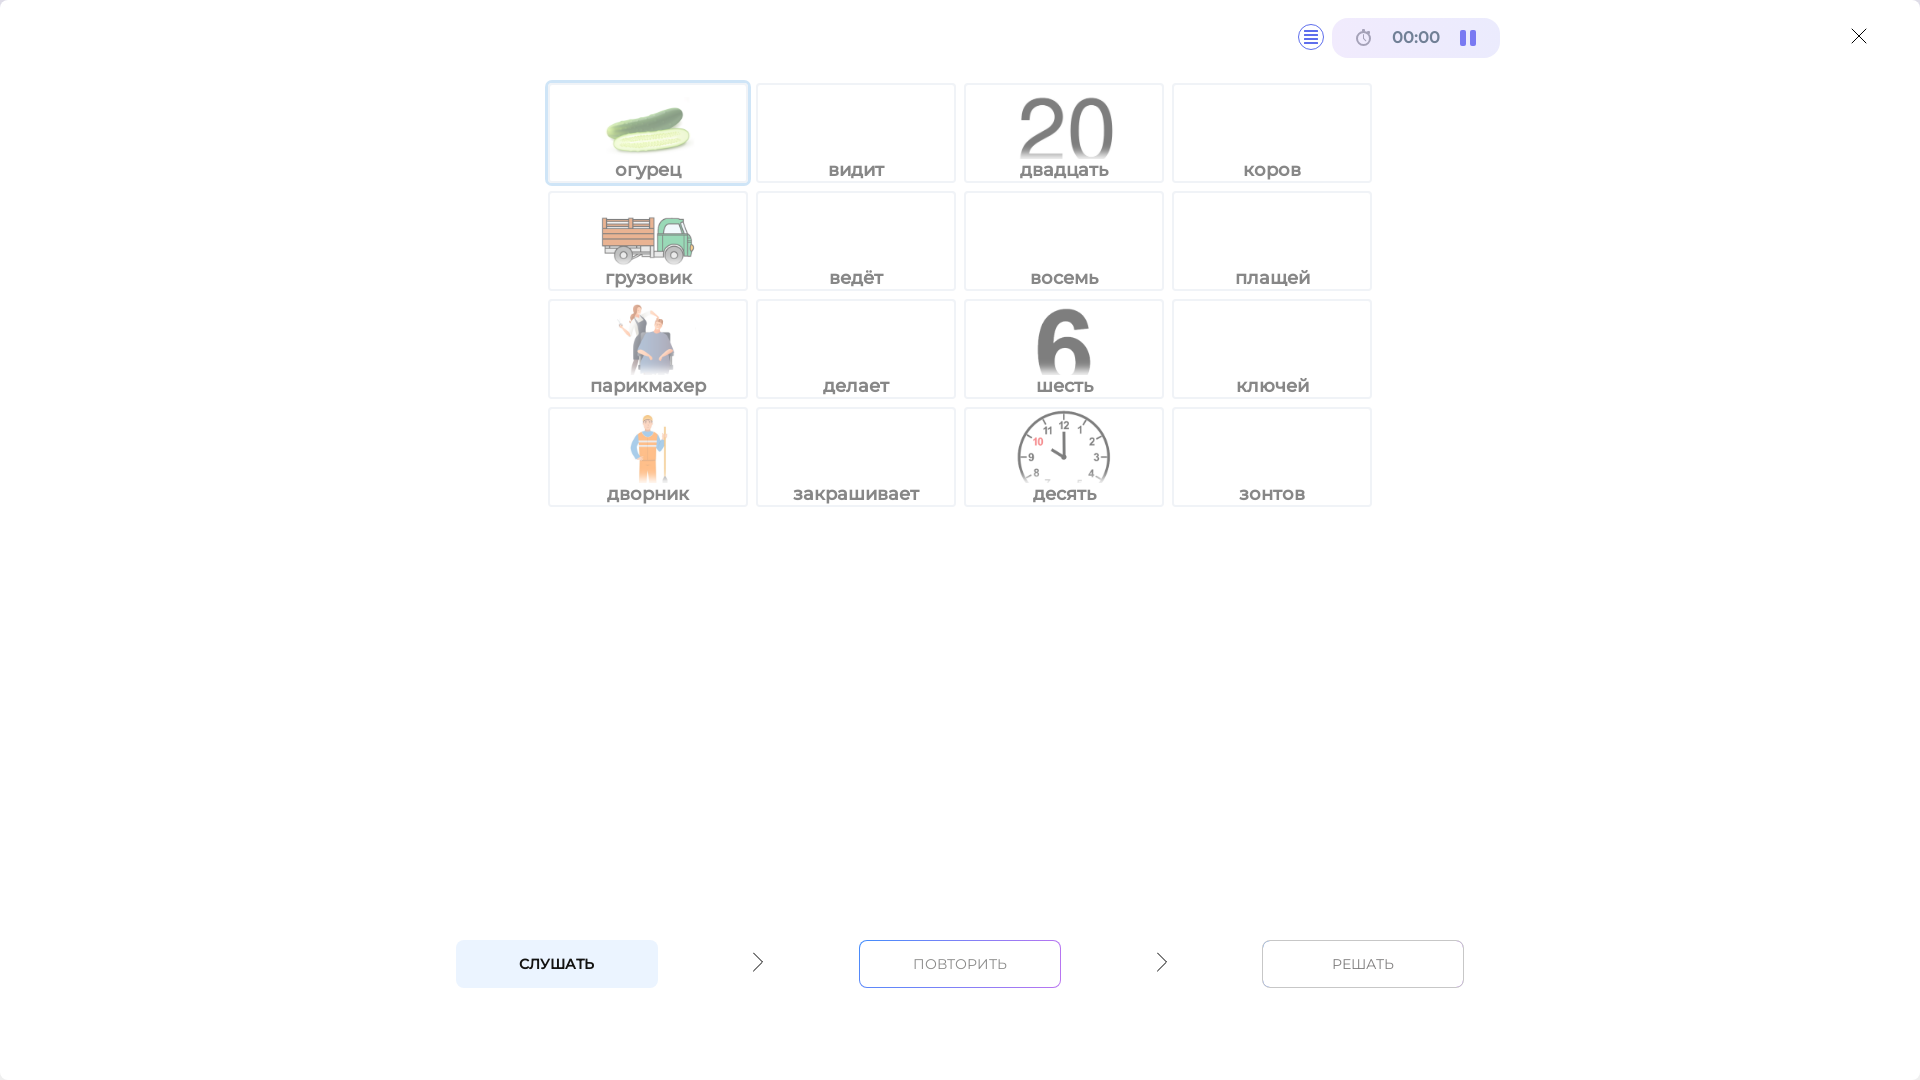 00:00
20
огурец видит двадцать коров
грузовик ведёт восемь плащей
6
парикмахер делает шесть ключей
11 12 1
10 2
9 3
8 4
дворник закрашивает десять зонтов
СЛУШАТЬ ПОВТОРИТЬ РЕШАТЬ